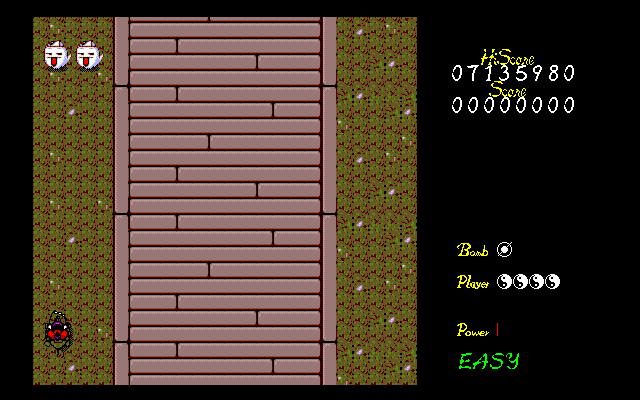 HiScore
07135980
Score
00000000
Bomb
Player
Power
EASY